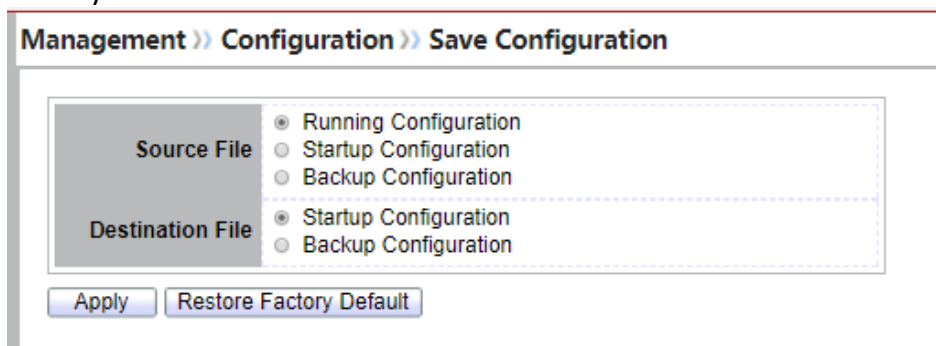 Management » Configuration » Save Configuration
Source File
Running Configuration
Startup Configuration
Backup Configuration
Destination File
Startup Configuration
Backup Configuration
Apply
Restore Factory Default